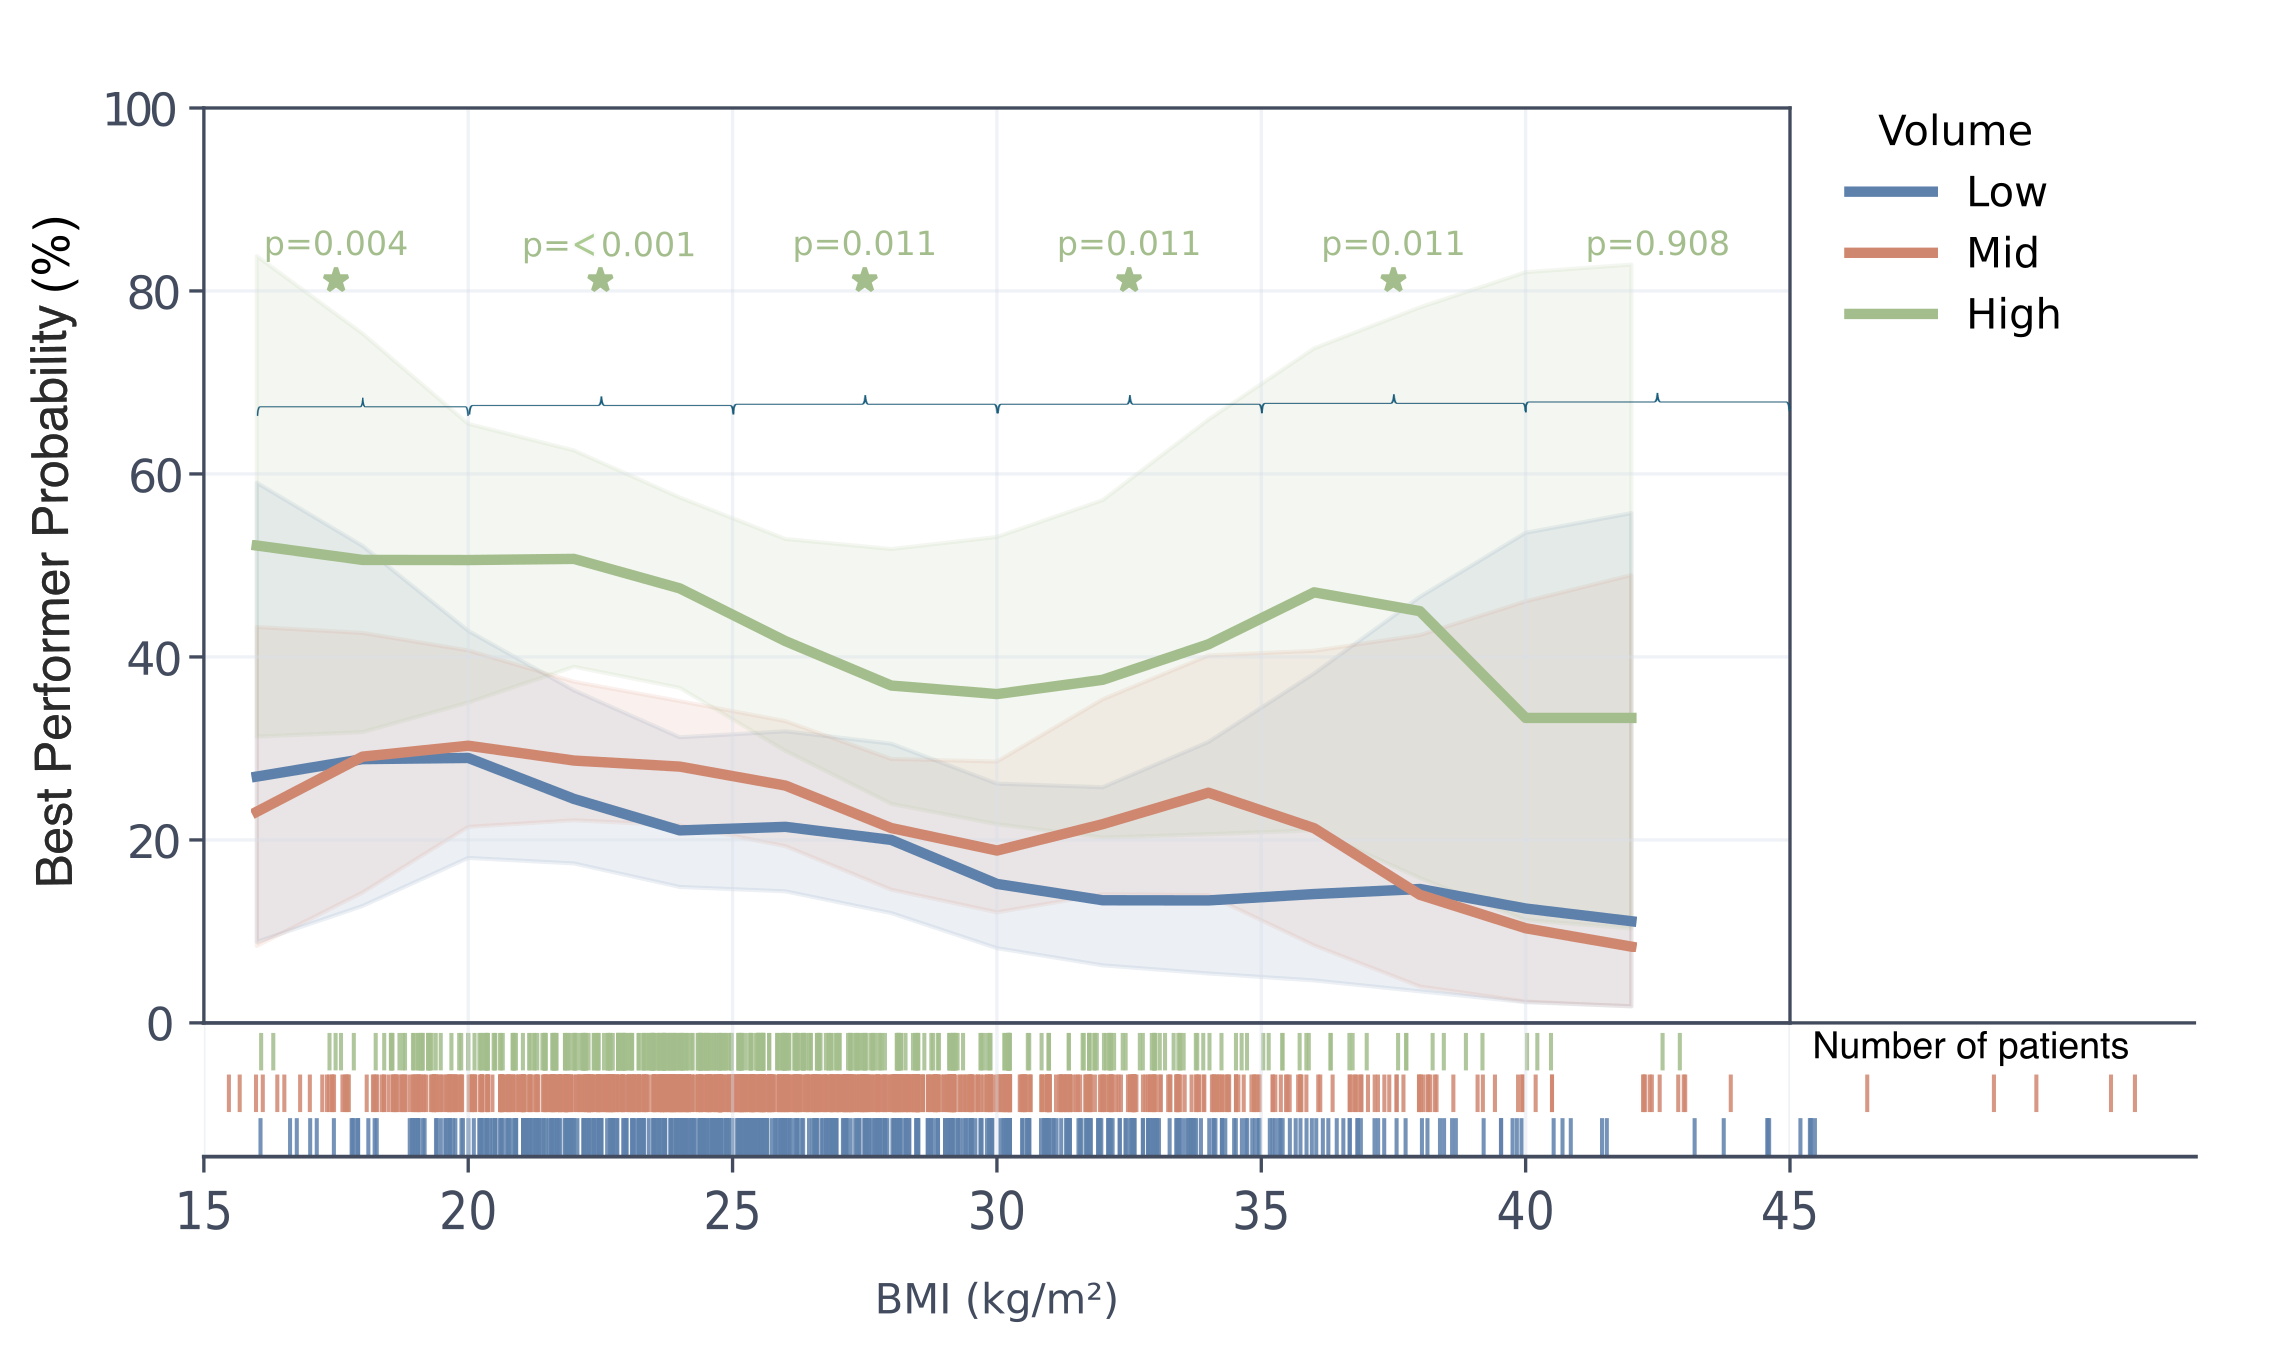 Best Performer Probability (%)
100
80
60
40
20
0
p=0.004
p=<0.001
p=0.011
p=0.011
p=0.011
p=0.908
Volume
Low
Mid
High
Number of patients
15
20
25
30
35
40
45
BMI (kg/m²)